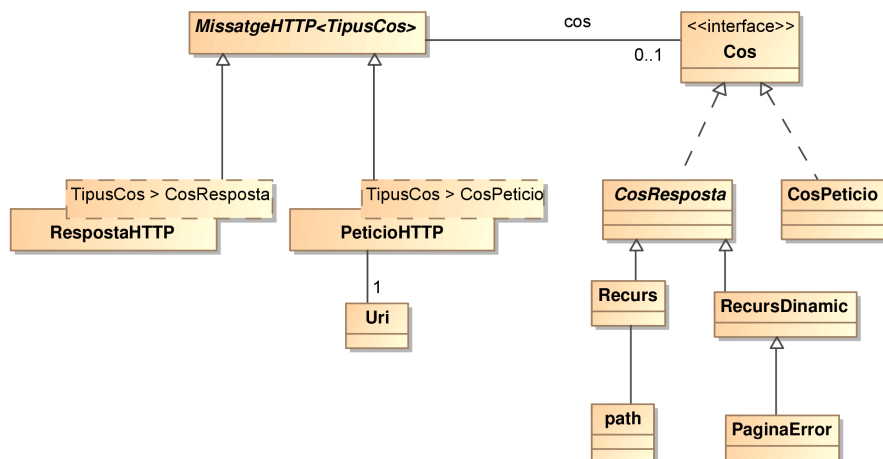 MissatgeHTTP<TipusCos>
cos
0..1
<<interface>>
Cos
TipusCos > CosResposta
RespostaHTTP
TipusCos > CosPeticio
PeticioHTTP
CosResposta
CosPeticio
1
Uri
Recurs
RecursDinamic
path
PaginaError